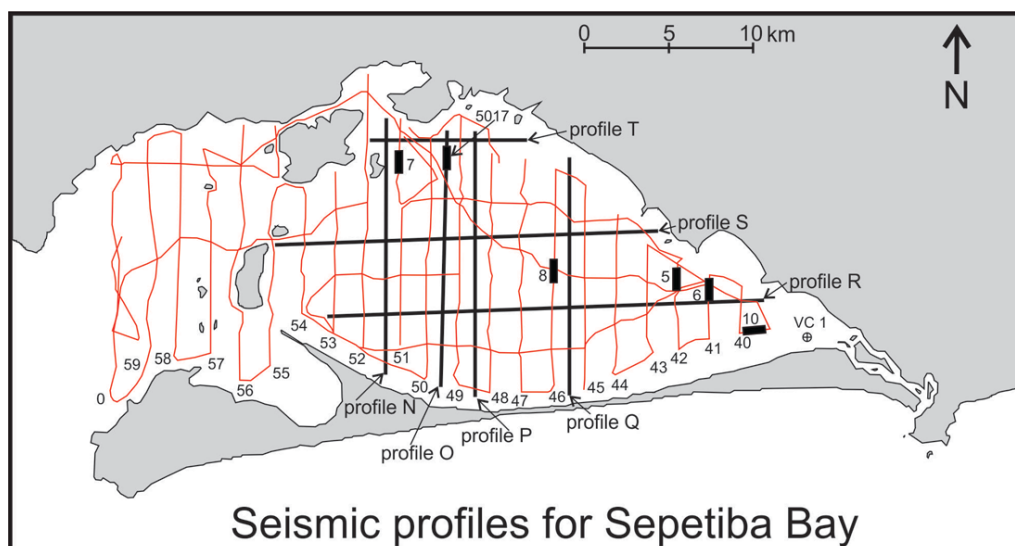 0 5 10 km
N
5017
profile T
7
profile S
8
5
6
profile R
10
VC 1
54
53
52
51
50
49
48
47
46
45
44
43
42
41
40
59
58
57
56
55
0
profile N
profile O
profile P
profile Q
Seismic profiles for Sepetiba Bay